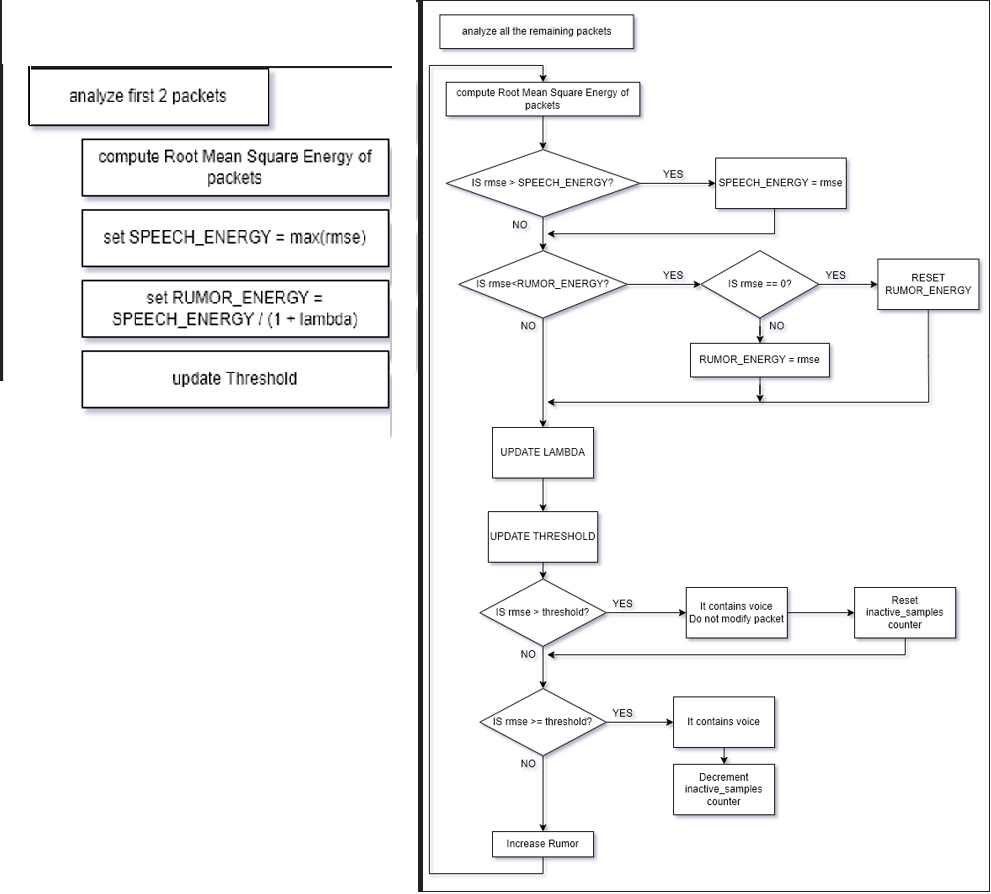 analyze first 2 packets
compute Root Mean Square Energy of
packets
set SPEECH_ENERGY = max(rmse)
set RUMOR_ENERGY =
SPEECH_ENERGY / (1 + lambda)
update Threshold
analyze all the remaining packets
compute Root Mean Square Energy of
packets
IS rmse > SPEECH_ENERGY?
YES
SPEECH_ENERGY = rmse
NO
IS rmse<RUMOR_ENERGY?
YES
IS rmse == 0?
YES
RESET
RUMOR_ENERGY
NO
NO
RUMOR_ENERGY = rmse
UPDATE LAMBDA
UPDATE THRESHOLD
IS rmse > threshold?
YES
It contains voice
Do not modify packet
Reset
inactive_samples
counter
NO
IS rmse >= threshold?
YES
It contains voice
NO
Decrement
inactive_samples
counter
Increase Rumor